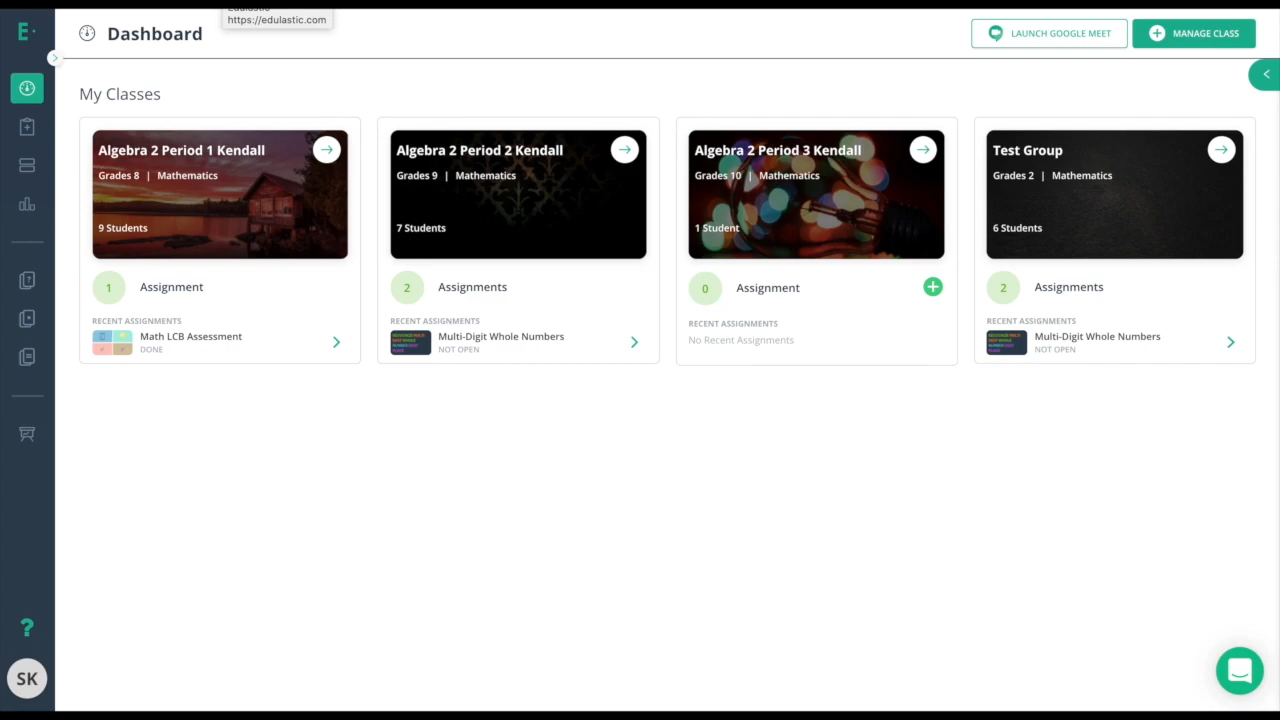 Edulastic
https://edulastic.com
E
Dashboard
LAUNCH GOOGLE MEET
MANAGE CLASS
My Classes
Algebra 2 Period 1 Kendall
Grades 8 | Mathematics
9 Students
1 Assignment
RECENT ASSIGNMENTS
Math LCB Assessment
DONE
Algebra 2 Period 2 Kendall
Grades 9 | Mathematics
7 Students
2 Assignments
RECENT ASSIGNMENTS
Multi-Digit Whole Numbers
NOT OPEN
Algebra 2 Period 3 Kendall
Grades 10 | Mathematics
1 Student
0 Assignment
RECENT ASSIGNMENTS
No Recent Assignments
Test Group
Grades 2 | Mathematics
6 Students
2 Assignments
RECENT ASSIGNMENTS
Multi-Digit Whole Numbers
NOT OPEN
?
SK